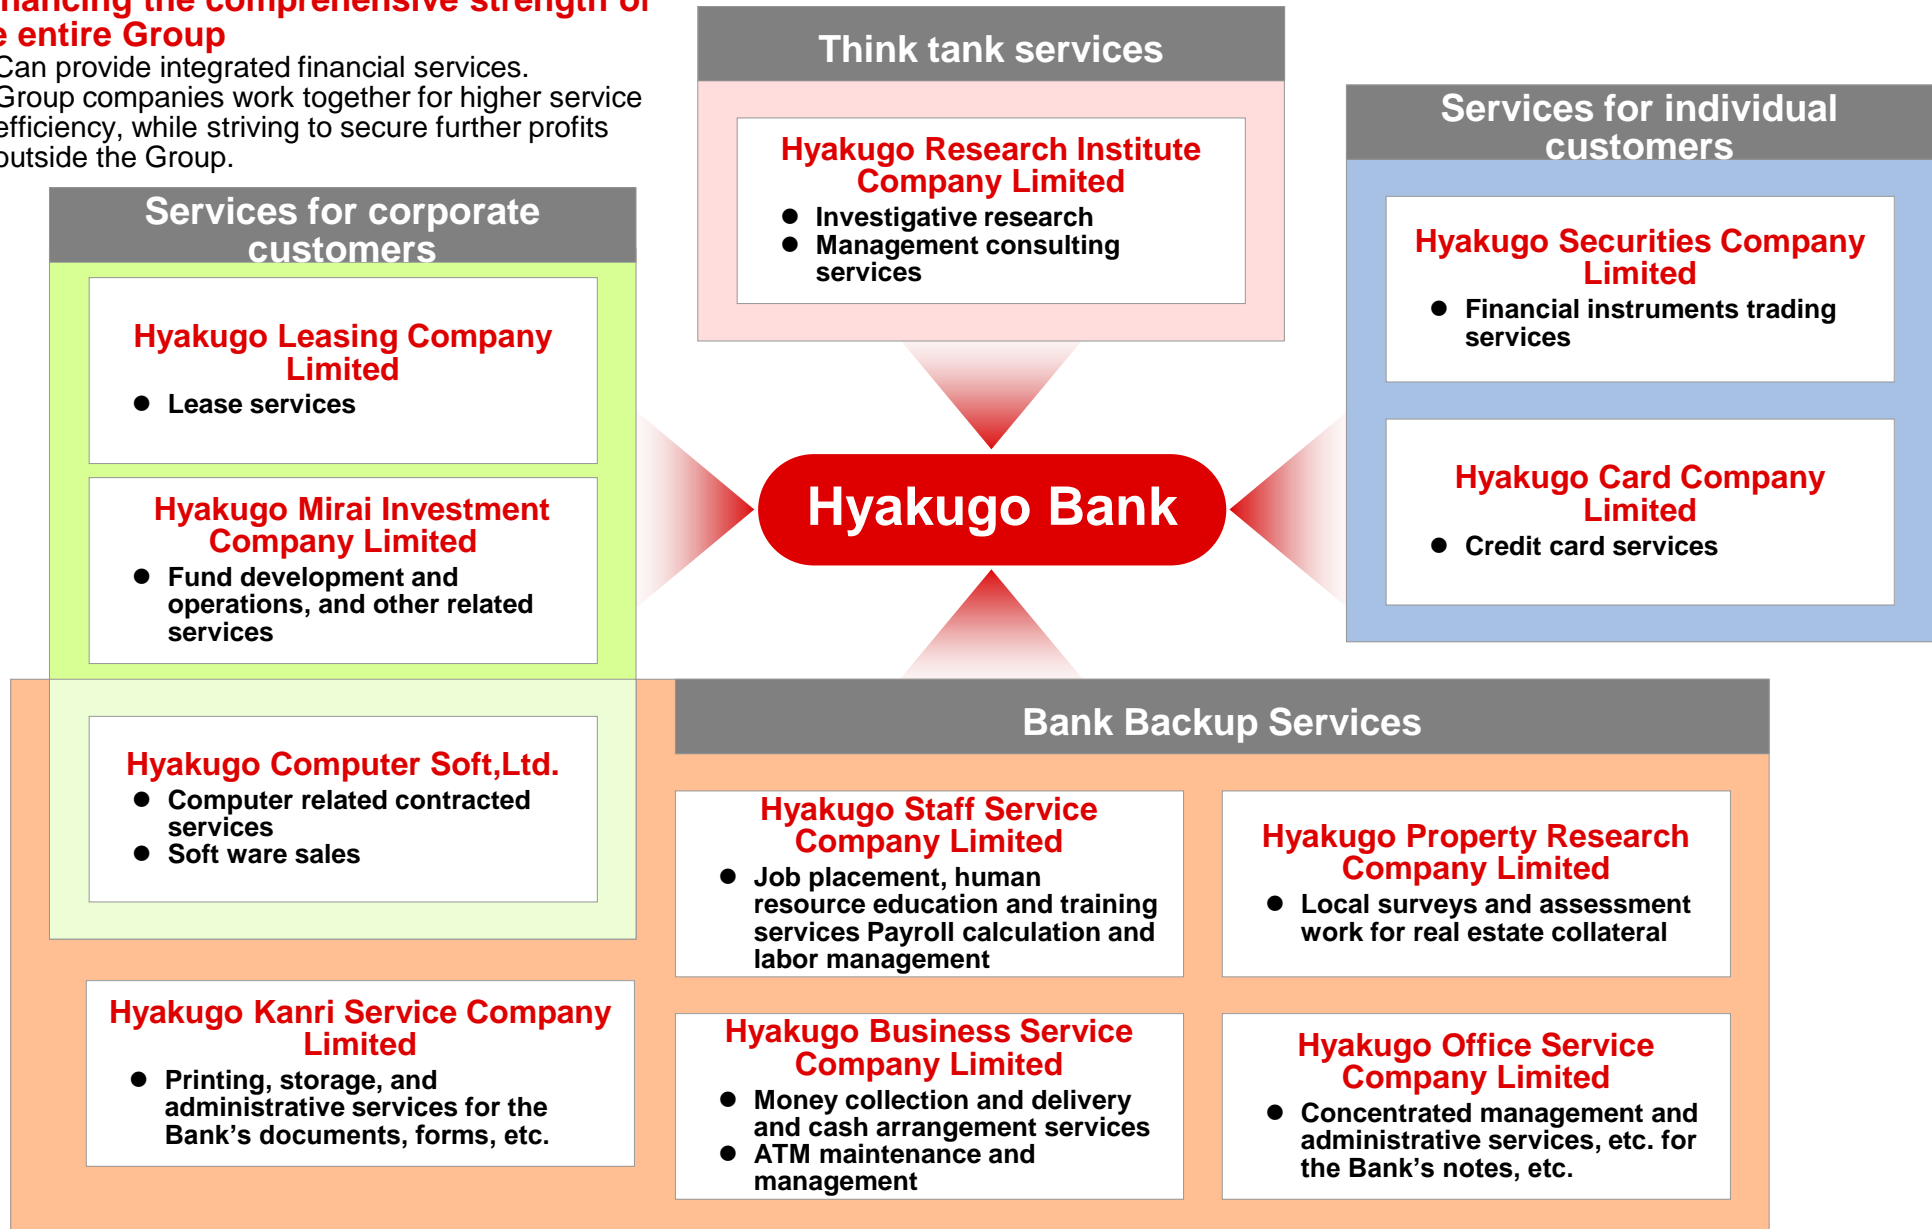 the comprehensive strength of
entire Group
Can provide integrated financial services.
Group companies work together for higher service
efficiency, while striving to secure further profits
outside the Group.
Think tank services
Hyakugo Research Institute
Company Limited
● Investigative research
● Management consulting
services
Services for individual
customers
Hyakugo Securities Company
Limited
● Financial instruments trading
services
Hyakugo Card Company
Limited
● Credit card services
Services for corporate
customers
Hyakugo Leasing Company
Limited
● Lease services
Hyakugo Mirai Investment
Company Limited
● Fund development and
operations, and other related
services
Hyakugo Bank
Hyakugo Computer Soft,Ltd.
● Computer related contracted
services
● Soft ware sales
Hyakugo Kanri Service Company
Limited
● Printing, storage, and
administrative services for the
Bank’s documents, forms, etc.
Bank Backup Services
Hyakugo Staff Service
Company Limited
● Job placement, human
resource education and training
services Payroll calculation and
labor management
Hyakugo Property Research
Company Limited
● Local surveys and assessment
work for real estate collateral
Hyakugo Business Service
Company Limited
● Money collection and delivery
and cash arrangement services
● ATM maintenance and
management
Hyakugo Office Service
Company Limited
● Concentrated management and
administrative services, etc. for
the Bank’s notes, etc.